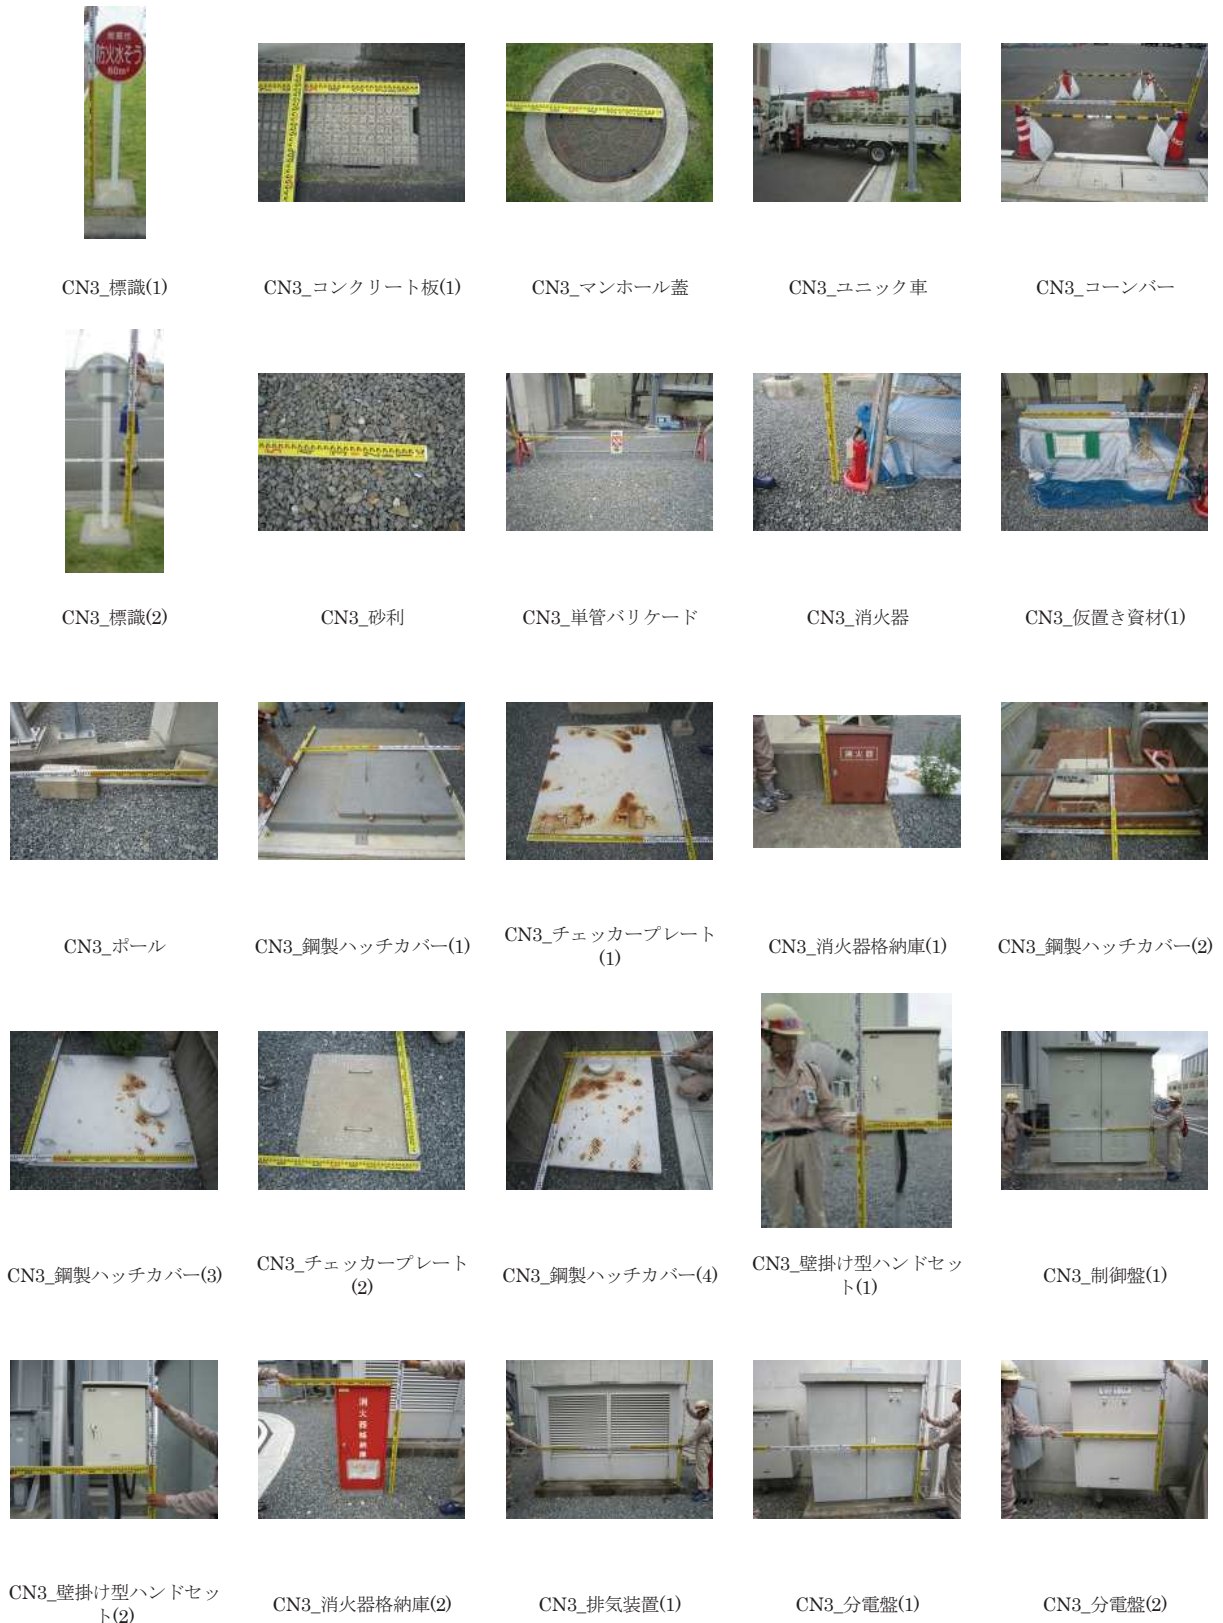 防火水そう
CN3_標識(1)
CN3_コンクリート板(1)
CN3_マンホール蓋
CN3_ユニック車
CN3_コーンバー
CN3_標識(2)
CN3_砂利
CN3_単管バリケード
CN3_消火器
CN3_仮置き資材(1)
消火器
CN3_ポール
CN3_鋼製ハッチカバー(1)
CN3_チェッカープレート
(1)
CN3_消火器格納庫(1)
CN3_鋼製ハッチカバー(2)
CN3_鋼製ハッチカバー(3)
CN3_チェッカープレート
(2)
CN3_鋼製ハッチカバー(4)
CN3_壁掛け型ハンドセッ
ト(1)
CN3_制御盤(1)
消火器格納庫
CN3_壁掛け型ハンドセッ
ト(2)
CN3_消火器格納庫(2)
CN3_排気装置(1)
CN3_分電盤(1)
CN3_分電盤(2)